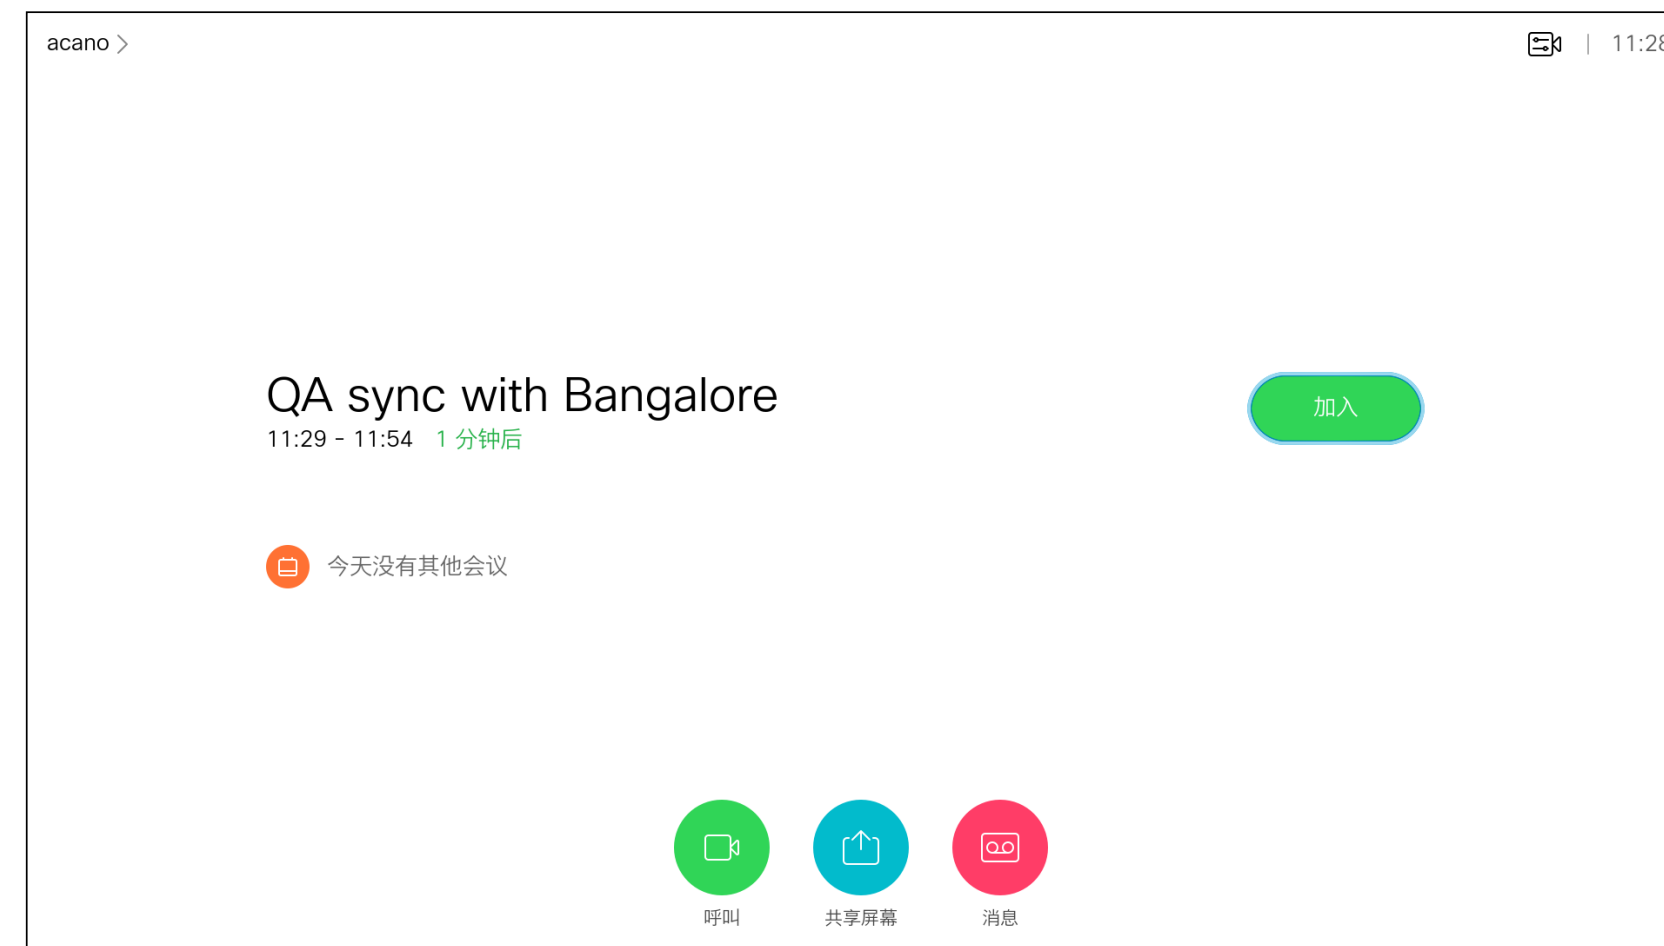 acano
11:28
QA sync with Bangalore
11:29 - 11:54 1 分钟后
加入
今天没有其他会议
呼叫 共享屏幕 消息